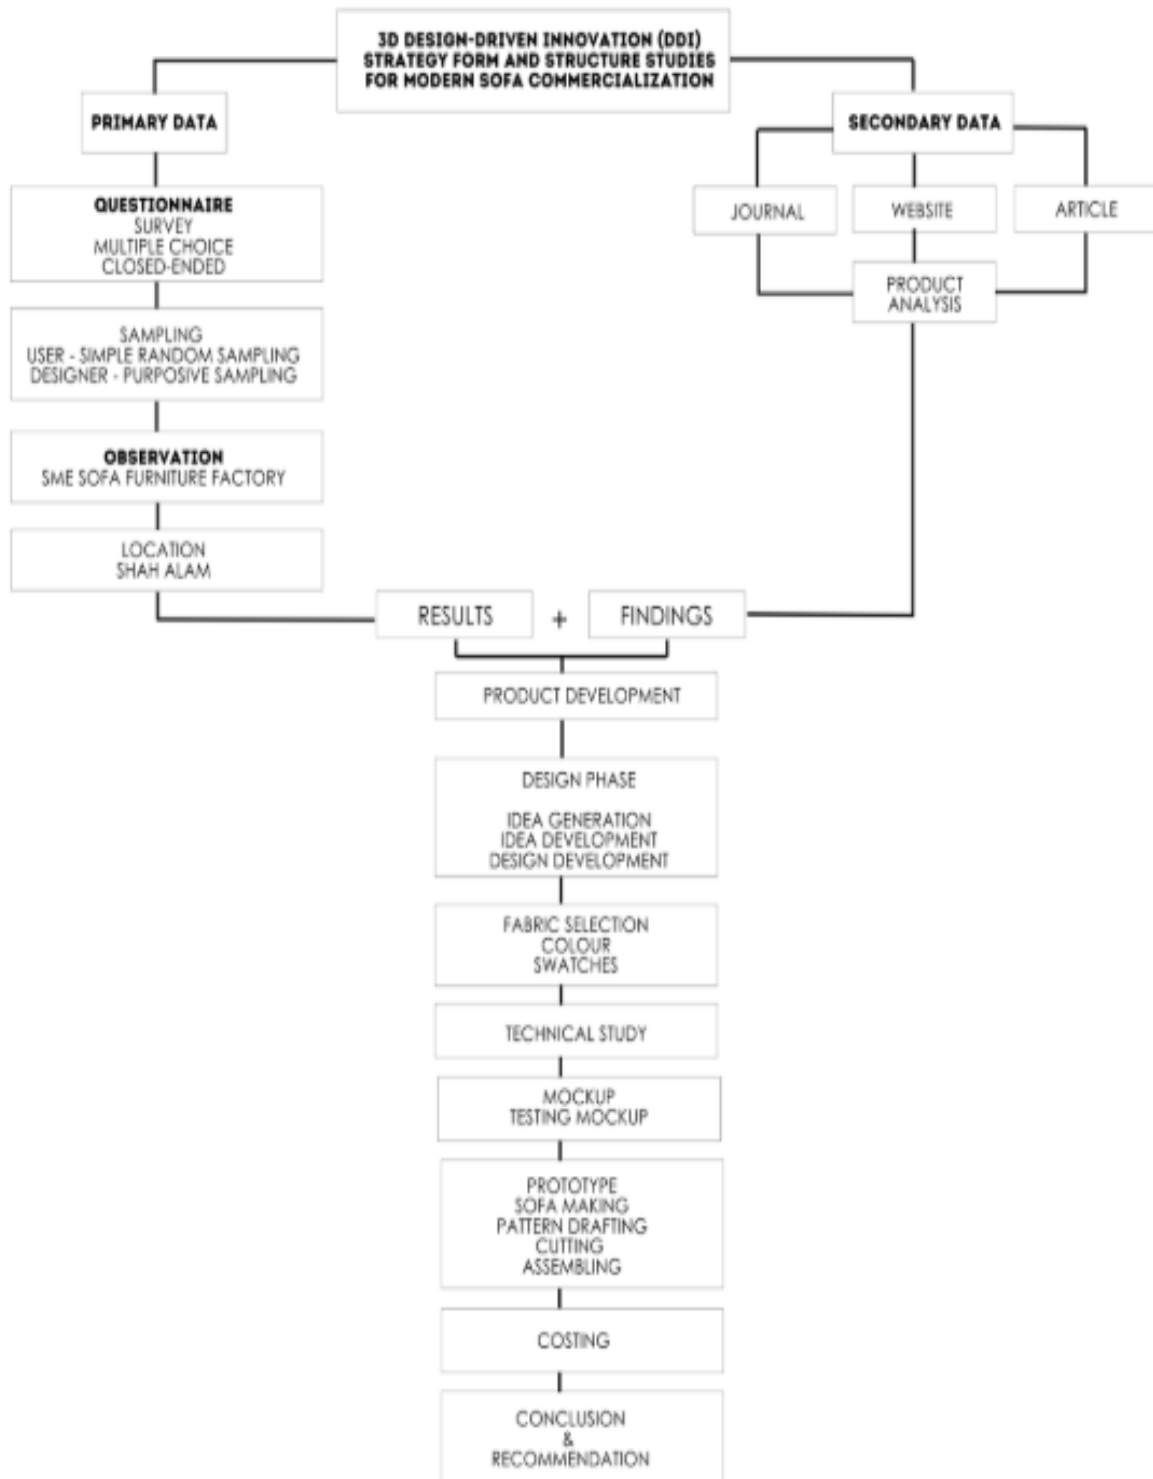 3D DESIGN-DRIVEN INNOVATION (DDI)
STRATEGY FORM AND STRUCTURE STUDIES
FOR MODERN SOFA COMMERCIALIZATION
PRIMARY DATA
SECONDARY DATA
QUESTIONNAIRE
SURVEY
MULTIPLE CHOICE
CLOSED-ENDED
JOURNAL
WEBSITE
ARTICLE
PRODUCT
ANALYSIS
SAMPLING
USER - SIMPLE RANDOM SAMPLING
DESIGNER - PURPOSIVE SAMPLING
OBSERVATION
SME SOFA FURNITURE FACTORY
LOCATION
SHAH ALAM
RESULTS + FINDINGS
PRODUCT DEVELOPMENT
DESIGN PHASE
IDEA GENERATION
IDEA DEVELOPMENT
DESIGN DEVELOPMENT
FABRIC SELECTION
COLOUR
SWATCHES
TECHNICAL STUDY
MOCKUP
TESTING MOCKUP
PROTOTYPE
SOFA MAKING
PATTERN DRAFTING
CUTTING
ASSEMBLING
COSTING
CONCLUSION
&
RECOMMENDATION